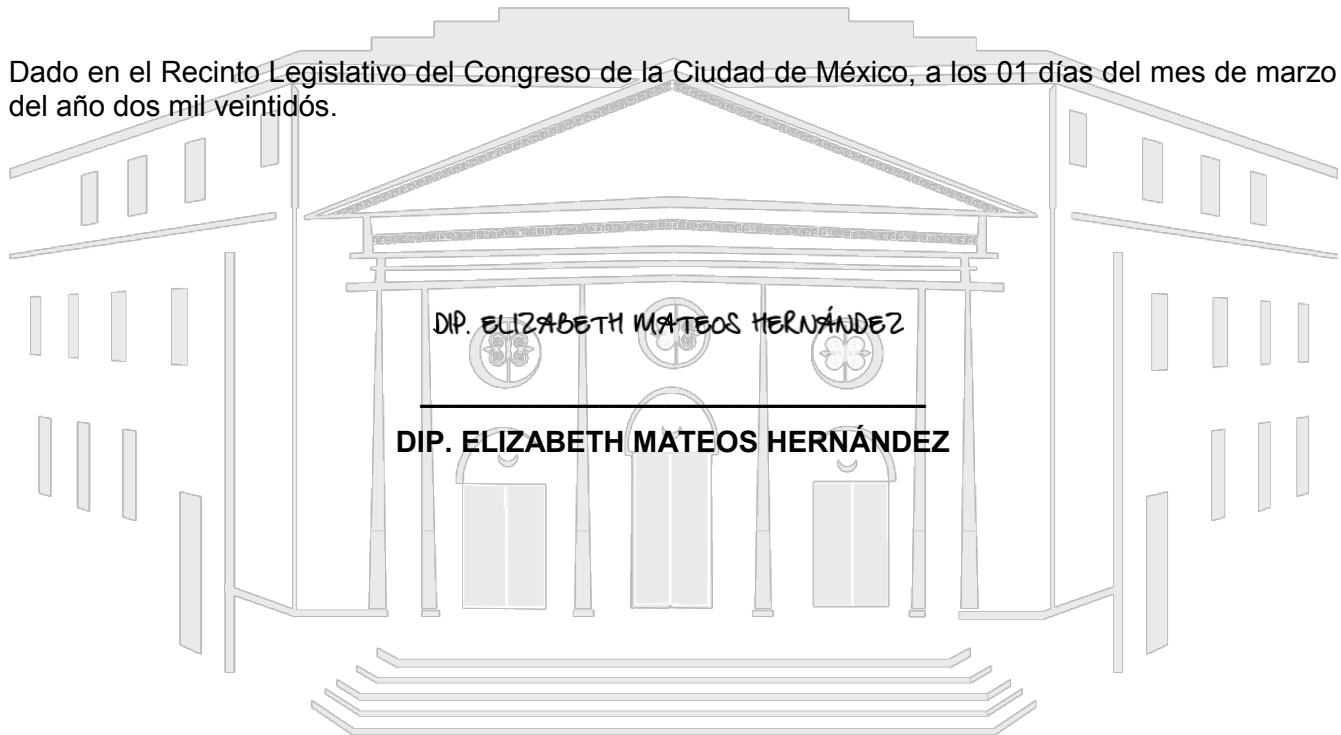 Dado en el Recinto Legislativo del Congreso de la Ciudad de México, a los 01 días del mes de marzo
del año dos mil veintidós.
DIP. ELIZABETH MATEOS HERNÁNDEZ
DIP. ELIZABETH MATEOS HERNÁNDEZ